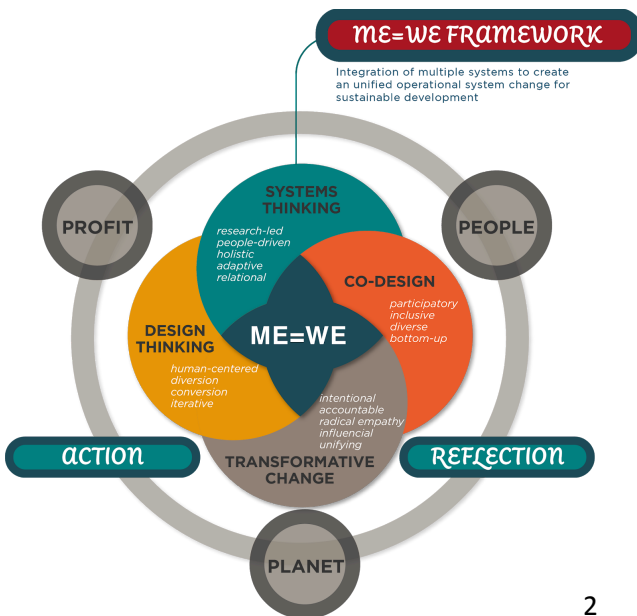 ME=WE FRAMEWORK
Integration of multiple systems to create
an unified operational system change for
sustainable development
SYSTEMS
THINKING
research-led
people-driven
holistic
adaptive
relational
PROFIT
PEOPLE
CO-DESIGN
participatory
inclusive
diverse
bottom-up
DESIGN
THINKING
human-centered
diversion
conversion
iterative
ME=WE
intentional
accountable
radical empathy
influencial
unifying
TRANSFORMATIVE
CHANGE
ACTION
REFLECTION
PLANET
2